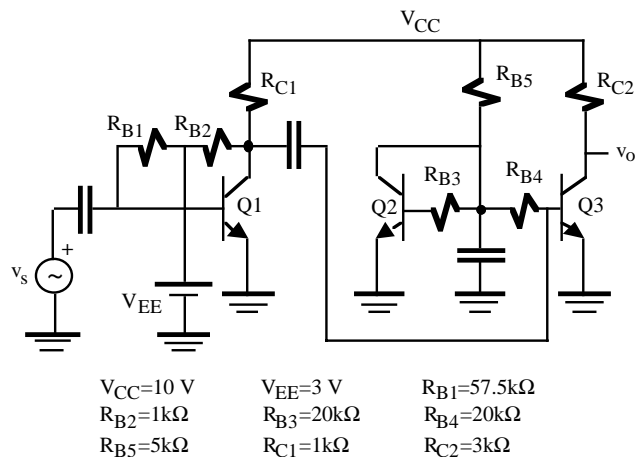 V_CC
R_C1
R_B5
R_C2
R_B1
R_B2
v_o
R_B3
R_B4
Q1
Q2
Q3
+
v_s
~
V_EE
V_CC=10 V V_EE=3 V R_B1=57.5kΩ
R_B2=1kΩ R_B3=20kΩ R_B4=20kΩ
R_B5=5kΩ R_C1=1kΩ R_C2=3kΩ